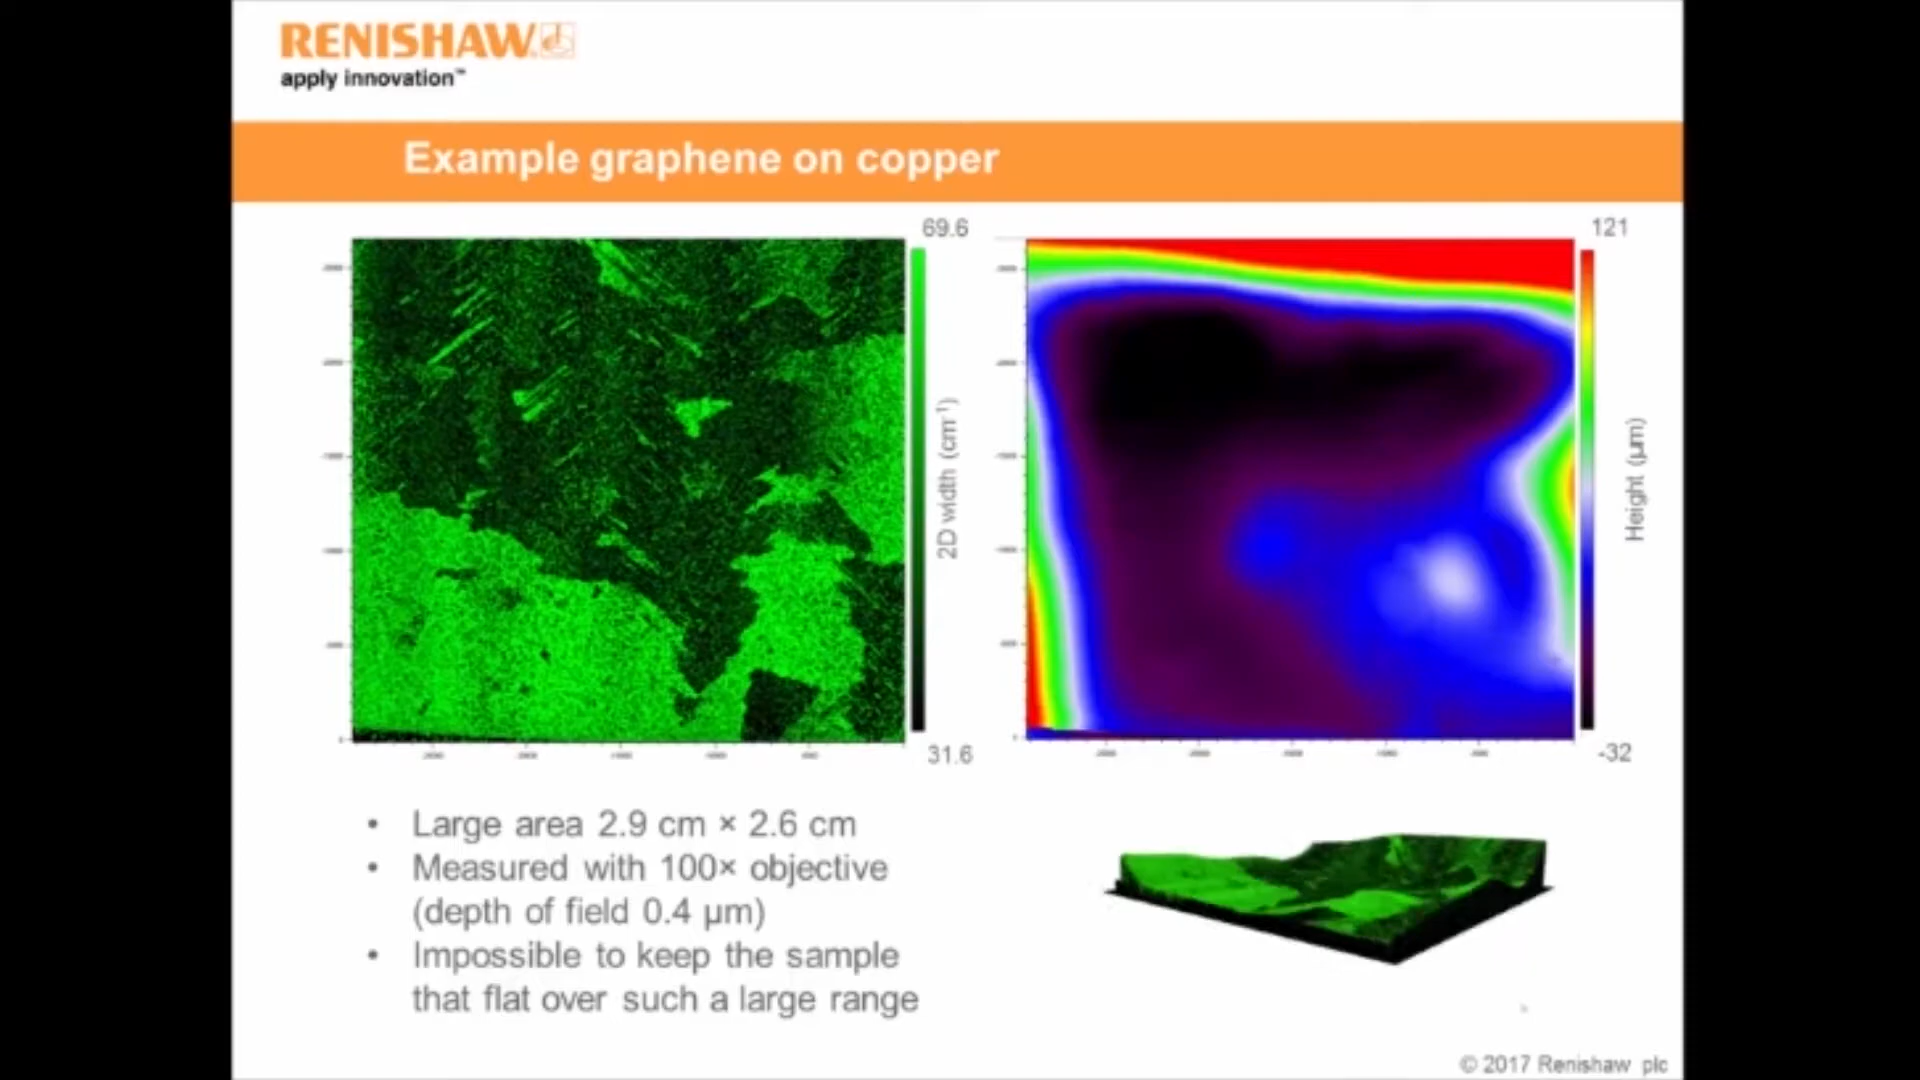 RENISHAW
apply innovation™
Example graphene on copper
69.6
2D width (cm⁻¹)
31.6
121
Height (µm)
-32
• Large area 2.9 cm × 2.6 cm
• Measured with 100× objective
(depth of field 0.4 µm)
• Impossible to keep the sample
that flat over such a large range
© 2017 Renishaw plc